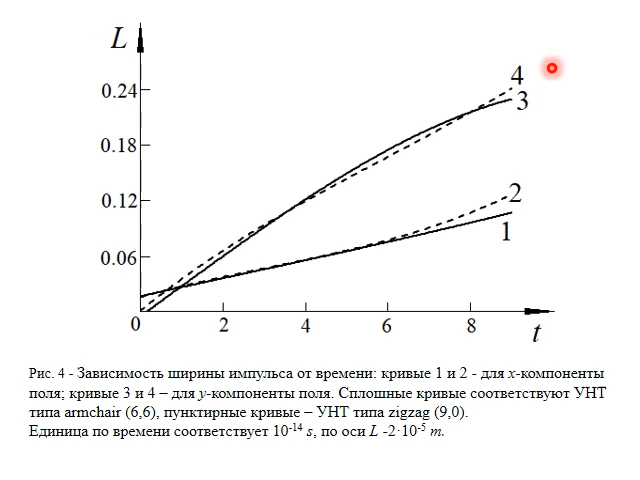 L
0.24
0.18
0.12
0.06
0
2
4
6
8
t
4
3
2
1
Рис. 4 - Зависимость ширины импульса от времени: кривые 1 и 2 - для x-компоненты
поля; кривые 3 и 4 – для y-компоненты поля. Сплошные кривые соответствуют УНТ
типа armchair (6,6), пунктирные кривые – УНТ типа zigzag (9,0).
Единица по времени соответствует 10⁻¹⁴ s, по оси L -2·10⁻⁵ m.